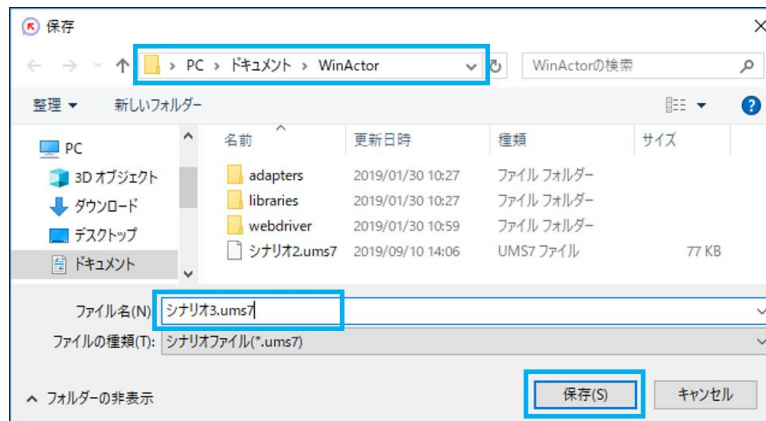 保存
PC › ドキュメント › WinActor
WinActorの検索
整理 新しいフォルダー
名前 更新日時 種類 サイズ
PC
3D オブジェクト
ダウンロード
デスクトップ
ドキュメント
adapters 2019/01/30 10:27 ファイル フォルダー
libraries 2019/01/30 10:27 ファイル フォルダー
webdriver 2019/01/30 10:59 ファイル フォルダー
シナリオ2.ums7 2019/09/10 14:06 UMS7 ファイル 77 KB
ファイル名(N): シナリオ3.ums7
ファイルの種類(T): シナリオファイル(*.ums7)
フォルダーの非表示
保存(S) キャンセル